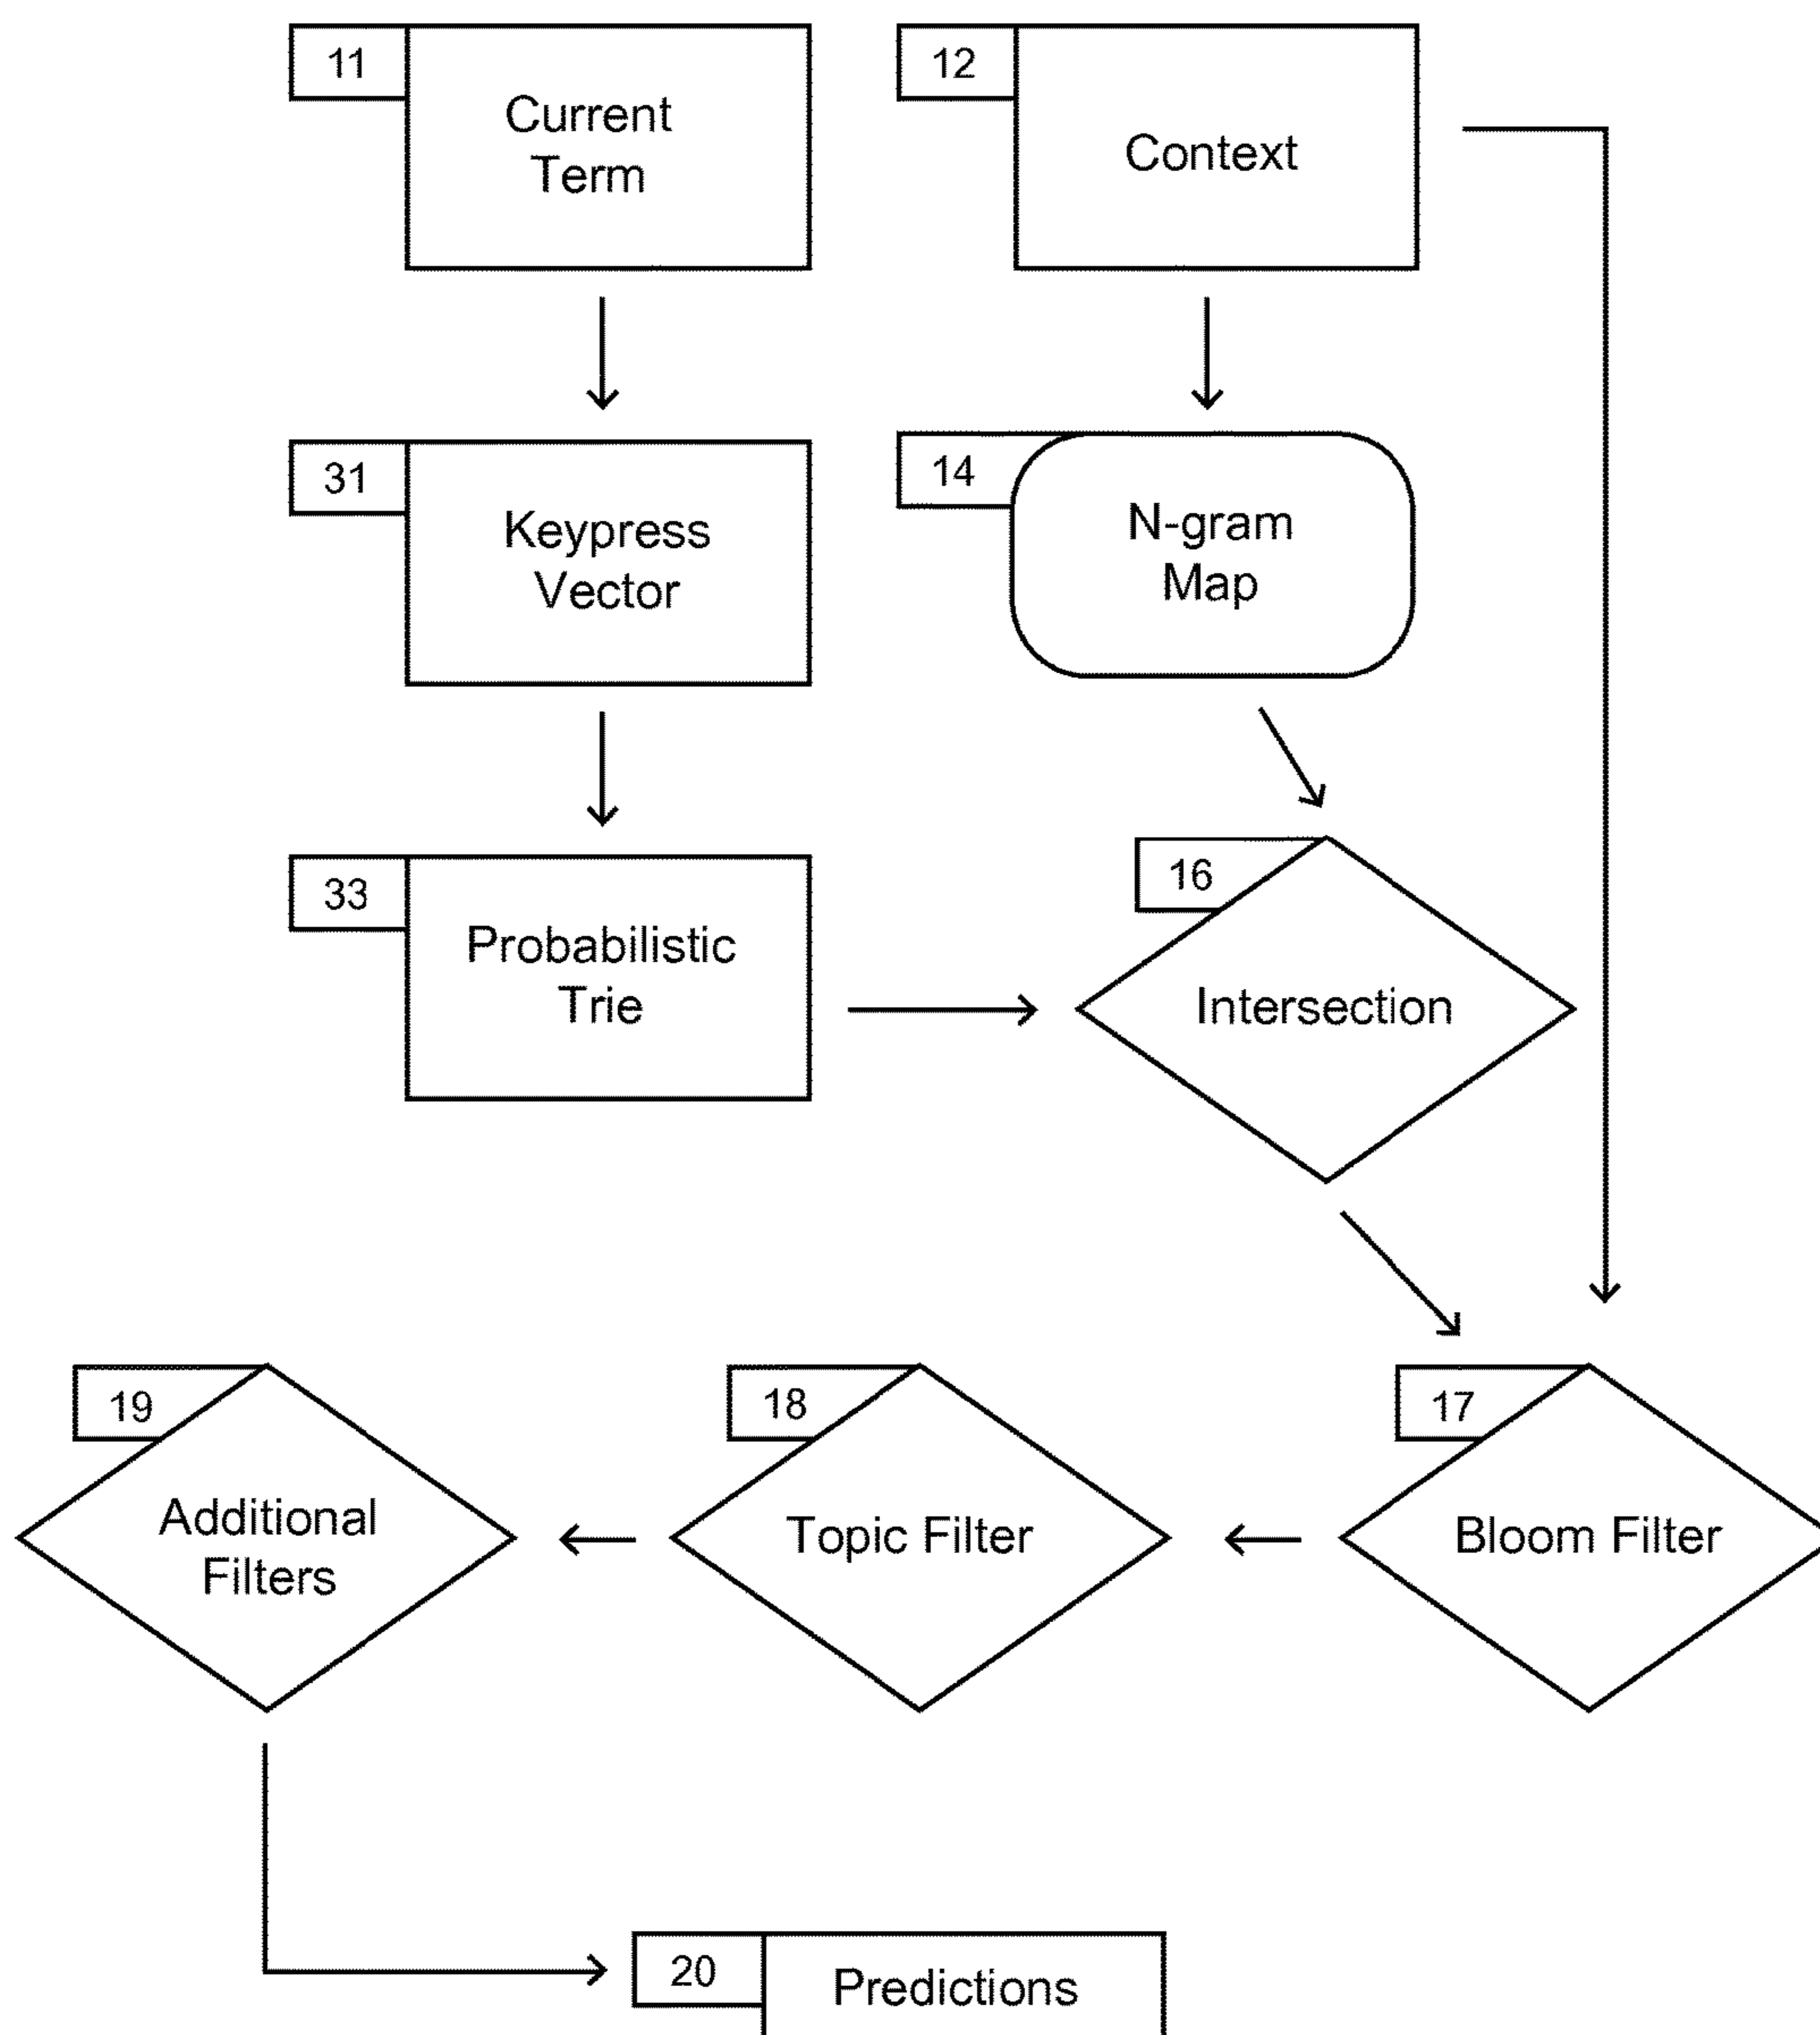 11
Current
Term
12
Context
31
Keypress
Vector
14
N-gram
Map
33
Probabilistic
Trie
16
Intersection
19
Additional
Filters
18
Topic Filter
17
Bloom Filter
20
Predictions